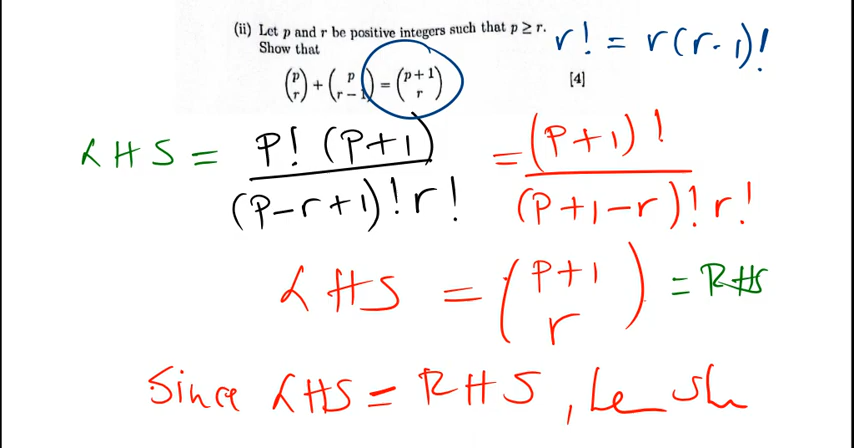 (ii) Let p and r be positive integers such that p ≥ r.
r! = r(r-1)!
Show that
(p r) + (p r − 1) = (p + 1 r)
[4]
LHS = P! (P+1) / (P-r+1)! r! = (P+1)! / (P+1-r)! r!
LHS = (P+1 r) = RHS
Since LHS = RHS,